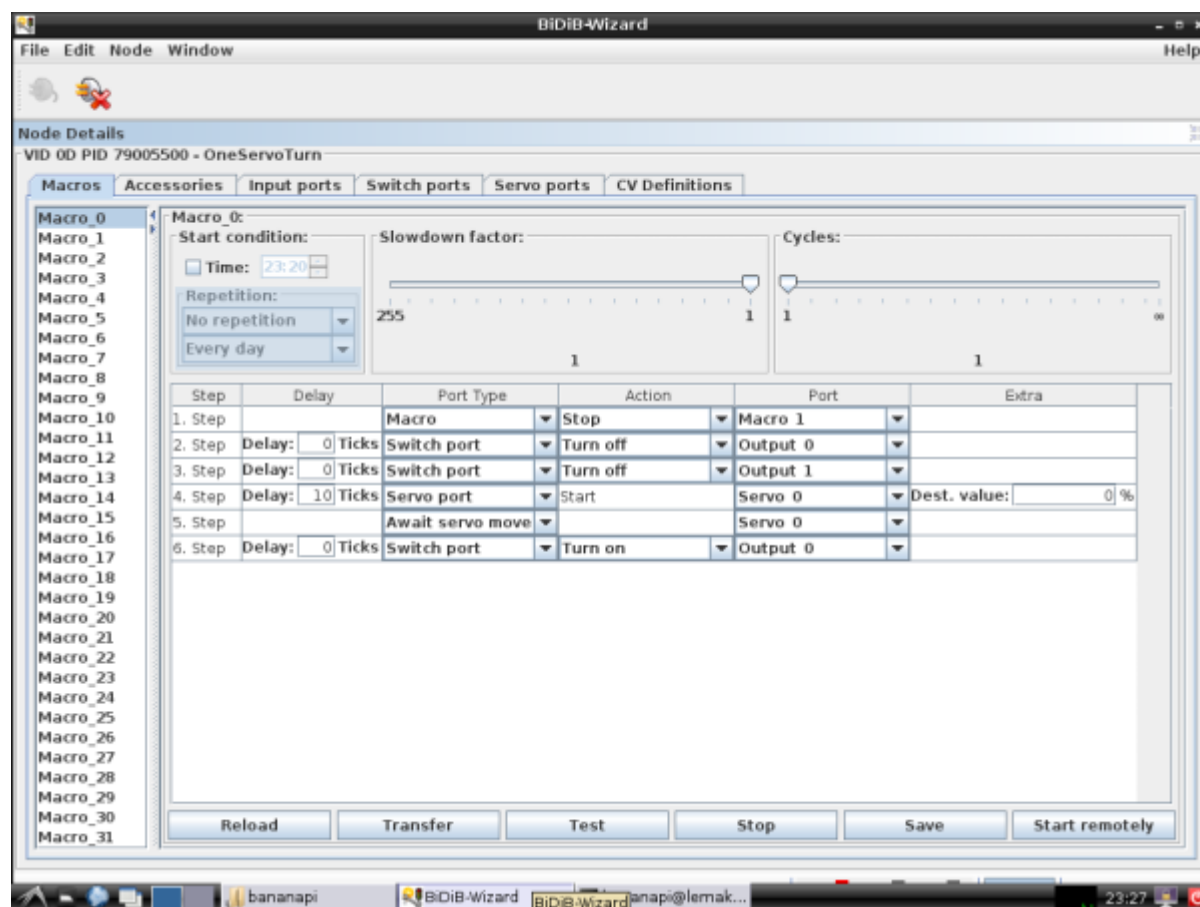 BiDiB-Wizard
File Edit Node Window Help
Node Details
VID 0D PID 79005500 - OneServoTurn
Macros Accessories Input ports Switch ports Servo ports CV Definitions
Macro_0
Macro_1
Macro_2
Macro_3
Macro_4
Macro_5
Macro_6
Macro_7
Macro_8
Macro_9
Macro_10
Macro_11
Macro_12
Macro_13
Macro_14
Macro_15
Macro_16
Macro_17
Macro_18
Macro_19
Macro_20
Macro_21
Macro_22
Macro_23
Macro_24
Macro_25
Macro_26
Macro_27
Macro_28
Macro_29
Macro_30
Macro_31
Macro_0:
Start condition: Slowdown factor: Cycles:
Time: 23:20
Repetition:
No repetition
Every day
255 1 1 ∞
1 1
Step Delay Port Type Action Port Extra
1. Step Macro Stop Macro 1
2. Step Delay: 0 Ticks Switch port Turn off Output 0
3. Step Delay: 0 Ticks Switch port Turn off Output 1
4. Step Delay: 10 Ticks Servo port Start Servo 0 Dest. value: 0 %
5. Step Await servo move Servo 0
6. Step Delay: 0 Ticks Switch port Turn on Output 0
Reload Transfer Test Stop Save Start remotely
bananapi BiDiB-Wizard BiDiB-Wizard anapi@lemak... 23:27